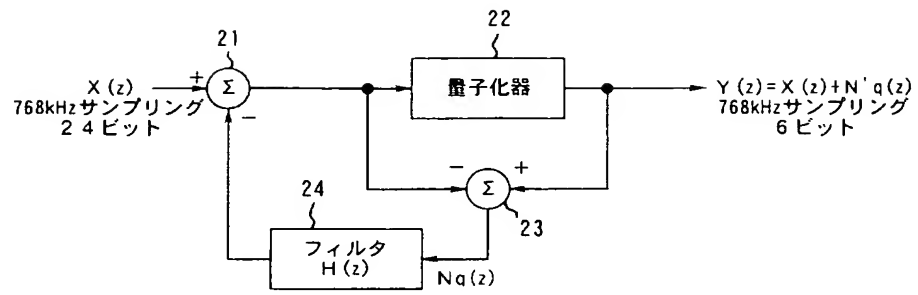 21
22
X(z)
768kHzサンプリング
24ビット
+
Σ
−
量子化器
Y(z)=X(z)+N'q(z)
768kHzサンプリング
6ビット
−
+
Σ
23
24
フィルタ
H(z)
Nq(z)